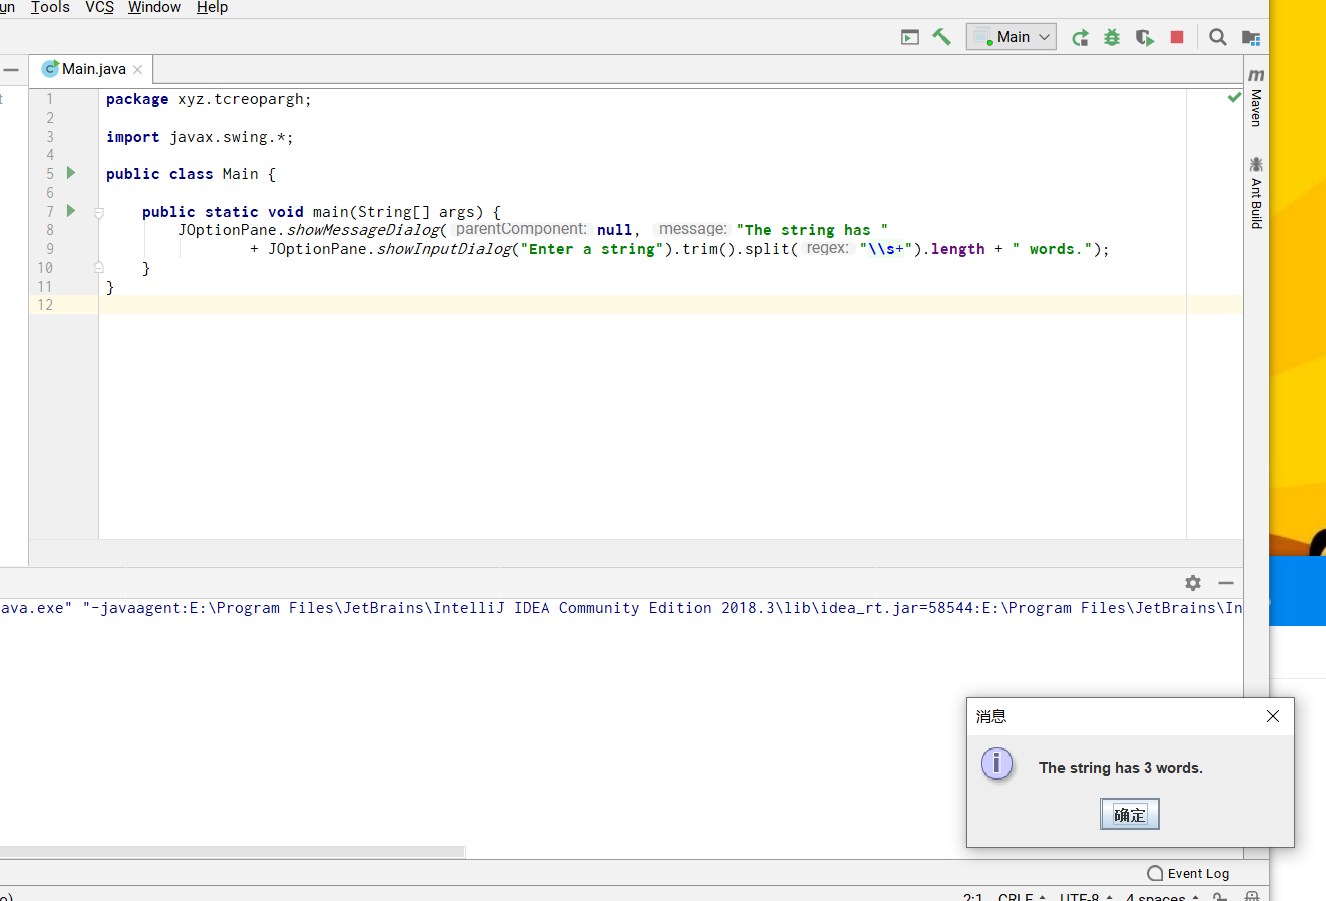 un Tools VCS Window Help
Main
Main.java
Maven
Ant Build
1 package xyz.tcreopargh;
2
3 import javax.swing.*;
4
5 public class Main {
6
7 public static void main(String[] args) {
8 JOptionPane.showMessageDialog( parentComponent: null, message: "The string has "
9 + JOptionPane.showInputDialog("Enter a string").trim().split( regex: "\\s+").length + " words.");
10 }
11 }
12
ava.exe" "-javaagent:E:\Program Files\JetBrains\IntelliJ IDEA Community Edition 2018.3\lib\idea_rt.jar=58544:E:\Program Files\JetBrains\In
消息
The string has 3 words.
确定
Event Log
2:1 CRLF UTF-8 4 spaces